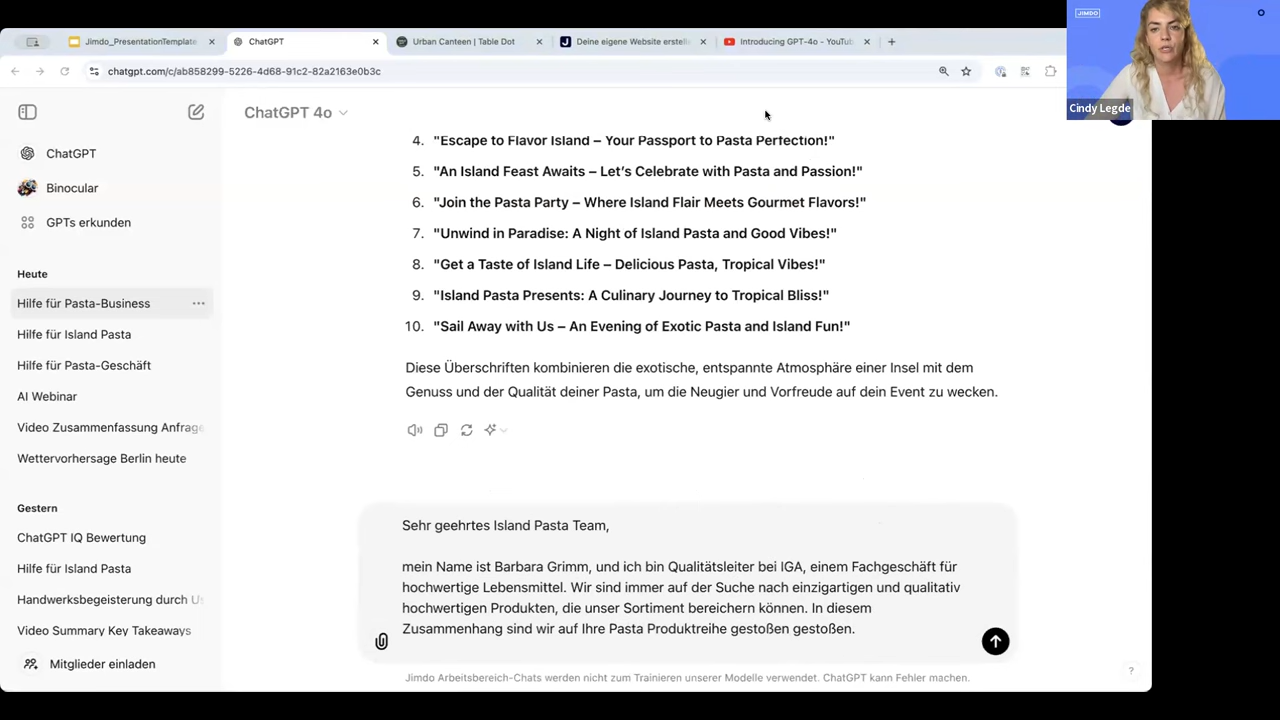 JIMDO
Cindy Legde
Jimdo_PresentationTemplate
ChatGPT
Urban Canteen | Table Dot
Deine eigene Website erstelle
Introducing GPT-4o - YouTub
chatgpt.com/c/ab858299-5226-4d68-91c2-82a2163e0b3c
ChatGPT 4o
ChatGPT
Binocular
GPTs erkunden
Heute
Hilfe für Pasta-Business
Hilfe für Island Pasta
Hilfe für Pasta-Geschäft
AI Webinar
Video Zusammenfassung Anfrage
Wettervorhersage Berlin heute
Gestern
ChatGPT IQ Bewertung
Hilfe für Island Pasta
Handwerksbegeisterung durch Us
Video Summary Key Takeaways
Mitglieder einladen
4. "Escape to Flavor Island – Your Passport to Pasta Perfection!"
5. "An Island Feast Awaits – Let's Celebrate with Pasta and Passion!"
6. "Join the Pasta Party – Where Island Flair Meets Gourmet Flavors!"
7. "Unwind in Paradise: A Night of Island Pasta and Good Vibes!"
8. "Get a Taste of Island Life – Delicious Pasta, Tropical Vibes!"
9. "Island Pasta Presents: A Culinary Journey to Tropical Bliss!"
10. "Sail Away with Us – An Evening of Exotic Pasta and Island Fun!"
Diese Überschriften kombinieren die exotische, entspannte Atmosphäre einer Insel mit dem
Genuss und der Qualität deiner Pasta, um die Neugier und Vorfreude auf dein Event zu wecken.
Sehr geehrtes Island Pasta Team,
mein Name ist Barbara Grimm, und ich bin Qualitätsleiter bei IGA, einem Fachgeschäft für
hochwertige Lebensmittel. Wir sind immer auf der Suche nach einzigartigen und qualitativ
hochwertigen Produkten, die unser Sortiment bereichern können. In diesem
Zusammenhang sind wir auf Ihre Pasta Produktreihe gestoßen gestoßen.
Jimdo Arbeitsbereich-Chats werden nicht zum Trainieren unserer Modelle verwendet. ChatGPT kann Fehler machen.
?